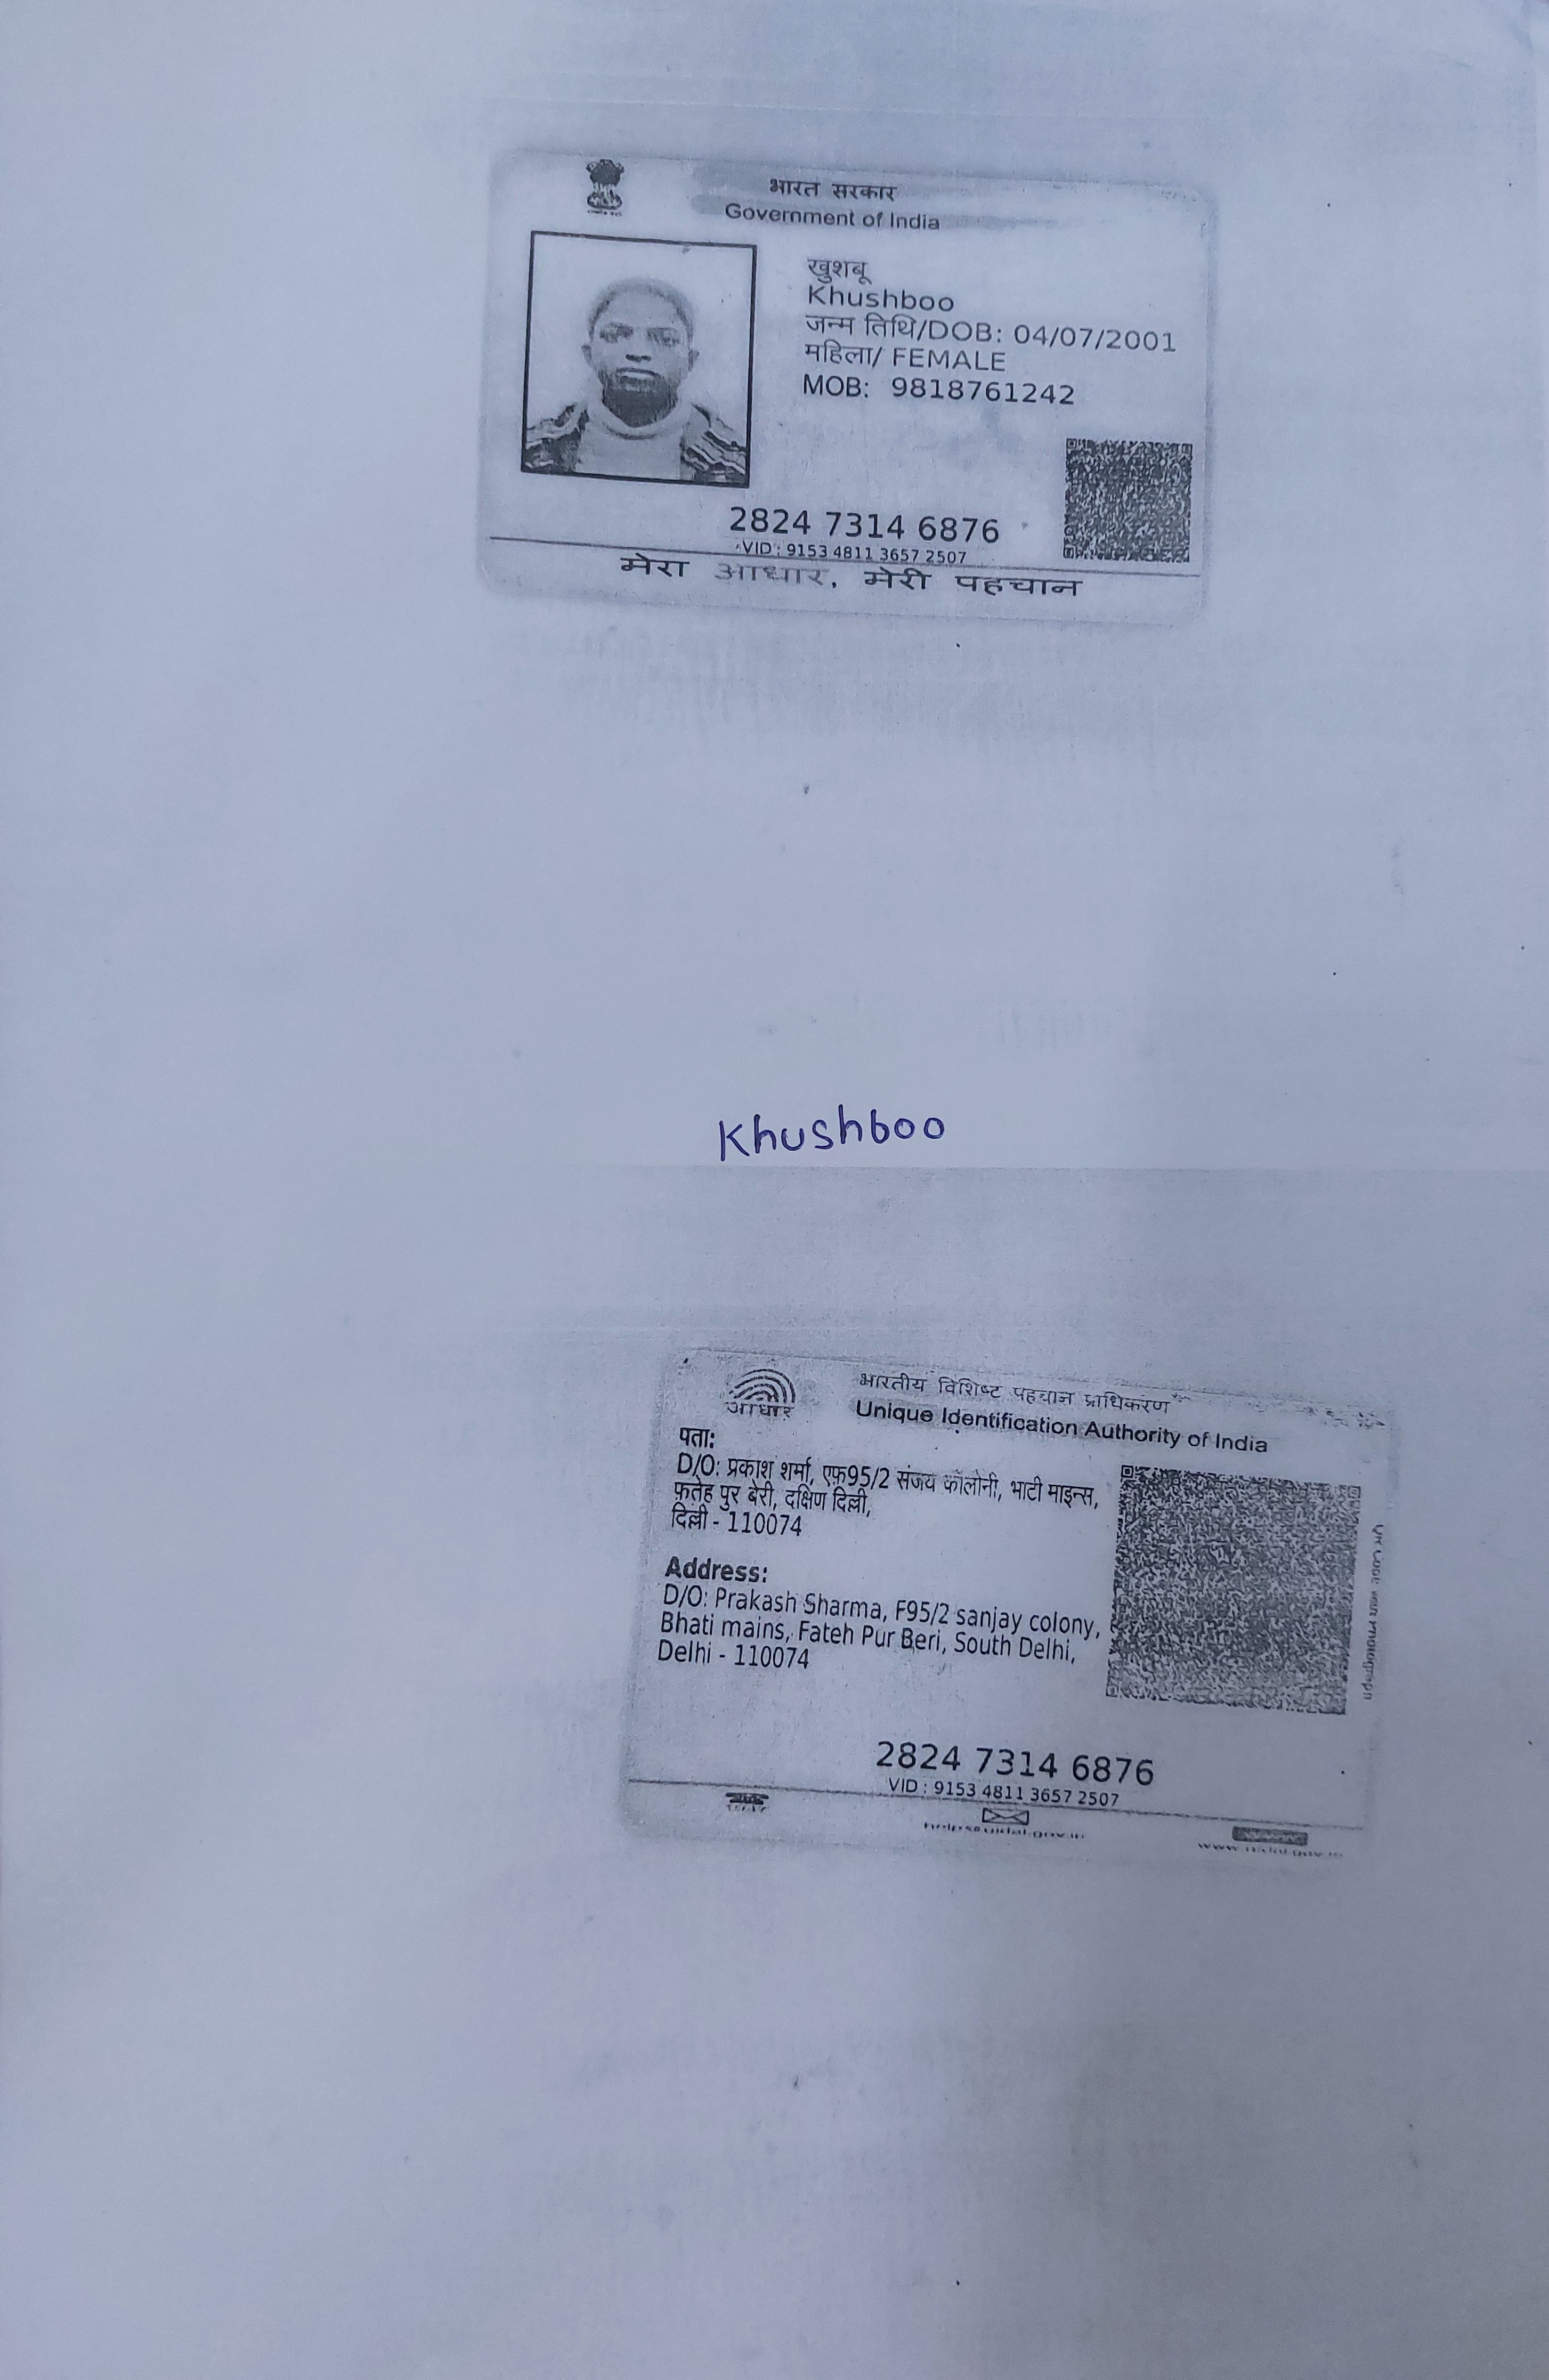 भारत सरकार
Government of India
खुशबू
Khushboo
जन्म तिथि/DOB: 04/07/2001
महिला/ FEMALE
MOB: 9818761242
2824 7314 6876
VID : 9153 4811 3657 2507
मेरा आधार, मेरी पहचान
Khushboo
भारतीय विशिष्ट पहचान प्राधिकरण
आधार
Unique Identification Authority of India
पता:
D/O: प्रकाश शर्मा, एफ़95/2 संजय कॉलोनी, भाटी माइन्स,
फ़तेह पुर बेरी, दक्षिण दिल्ली,
दिल्ली - 110074
Address:
D/O: Prakash Sharma, F95/2 sanjay colony,
Bhati mains, Fateh Pur Beri, South Delhi,
Delhi - 110074
2824 7314 6876
VID : 9153 4811 3657 2507